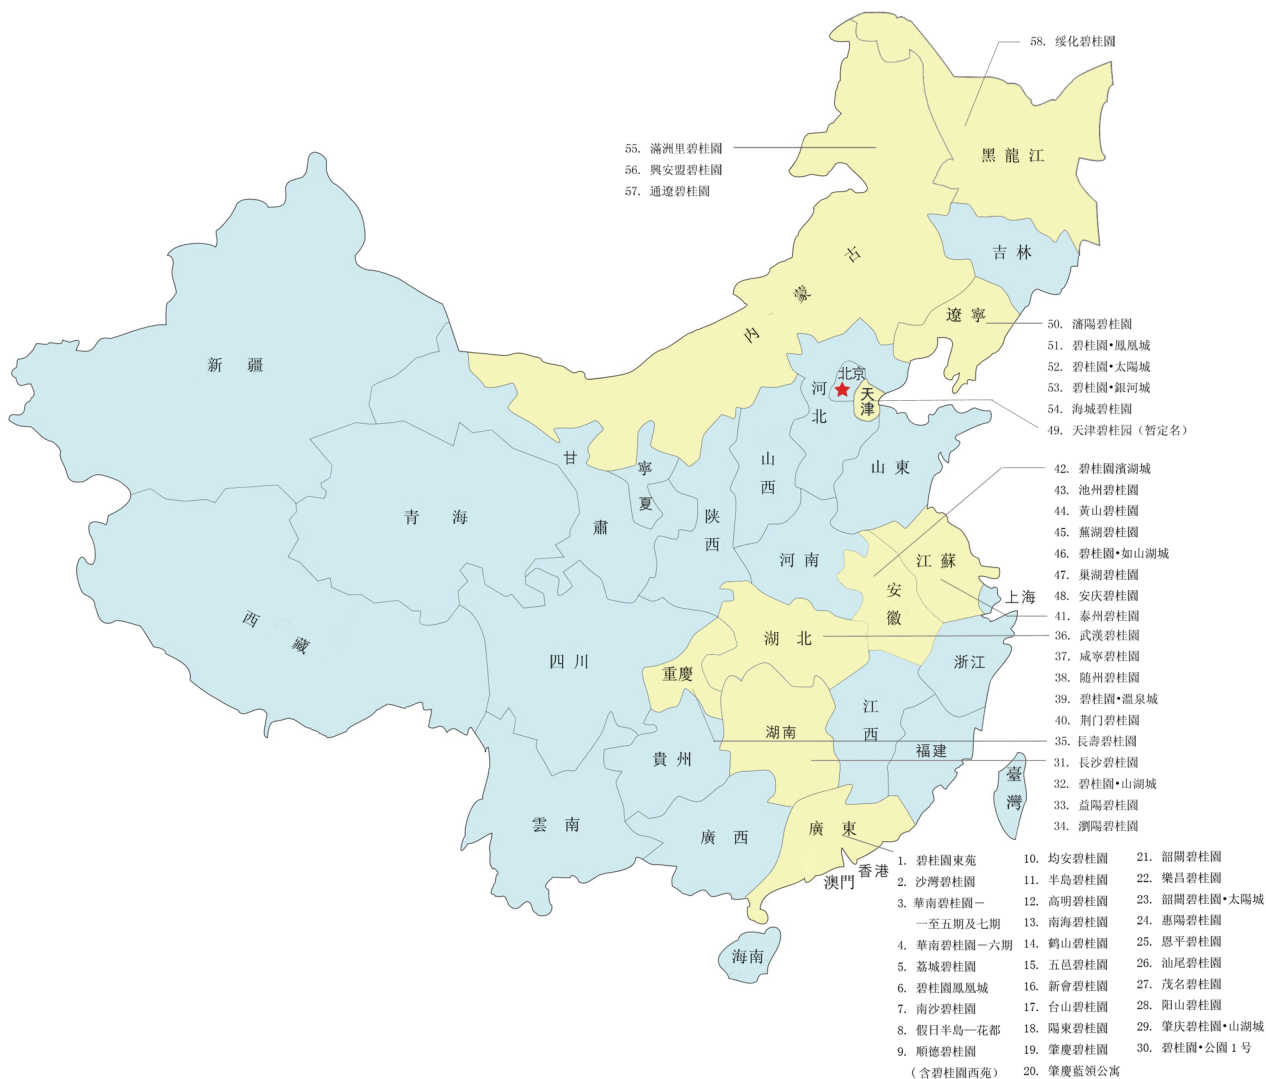 58. 绥化碧桂園
55. 滿洲里碧桂園
56. 興安盟碧桂園
57. 通遼碧桂園
黑龍江
吉林
遼寧
内蒙古
新疆
北京
河北
天津
甘肅
寧夏
山西
山東
青海
陝西
河南
江蘇
安徽
上海
西藏
四川
湖北
重慶
浙江
江西
湖南
福建
貴州
臺灣
雲南
廣西
廣東
香港
澳門
海南
50. 瀋陽碧桂園
51. 碧桂園•鳳凰城
52. 碧桂園•太陽城
53. 碧桂園•銀河城
54. 海城碧桂園
49. 天津碧桂园（暫定名）
42. 碧桂園濱湖城
43. 池州碧桂園
44. 黃山碧桂園
45. 蕪湖碧桂園
46. 碧桂園•如山湖城
47. 巢湖碧桂園
48. 安庆碧桂園
41. 泰州碧桂園
36. 武漢碧桂園
37. 咸寧碧桂園
38. 随州碧桂園
39. 碧桂園•溫泉城
40. 荆门碧桂園
35. 長壽碧桂園
31. 長沙碧桂園
32. 碧桂園•山湖城
33. 益陽碧桂園
34. 瀏陽碧桂園
1. 碧桂園東苑
2. 沙灣碧桂園
3. 華南碧桂園－
一至五期及七期
4. 華南碧桂園－六期
5. 荔城碧桂園
6. 碧桂園鳳凰城
7. 南沙碧桂園
8. 假日半島—花都
9. 順德碧桂園
（含碧桂園西苑）
10. 均安碧桂園
11. 半島碧桂園
12. 高明碧桂園
13. 南海碧桂園
14. 鹤山碧桂園
15. 五邑碧桂園
16. 新會碧桂園
17. 台山碧桂園
18. 陽東碧桂園
19. 肇慶碧桂園
20. 肇慶藍領公寓
21. 韶關碧桂園
22. 樂昌碧桂園
23. 韶關碧桂園•太陽城
24. 惠陽碧桂園
25. 恩平碧桂園
26. 汕尾碧桂園
27. 茂名碧桂園
28. 阳山碧桂園
29. 肇庆碧桂園•山湖城
30. 碧桂園•公園1号